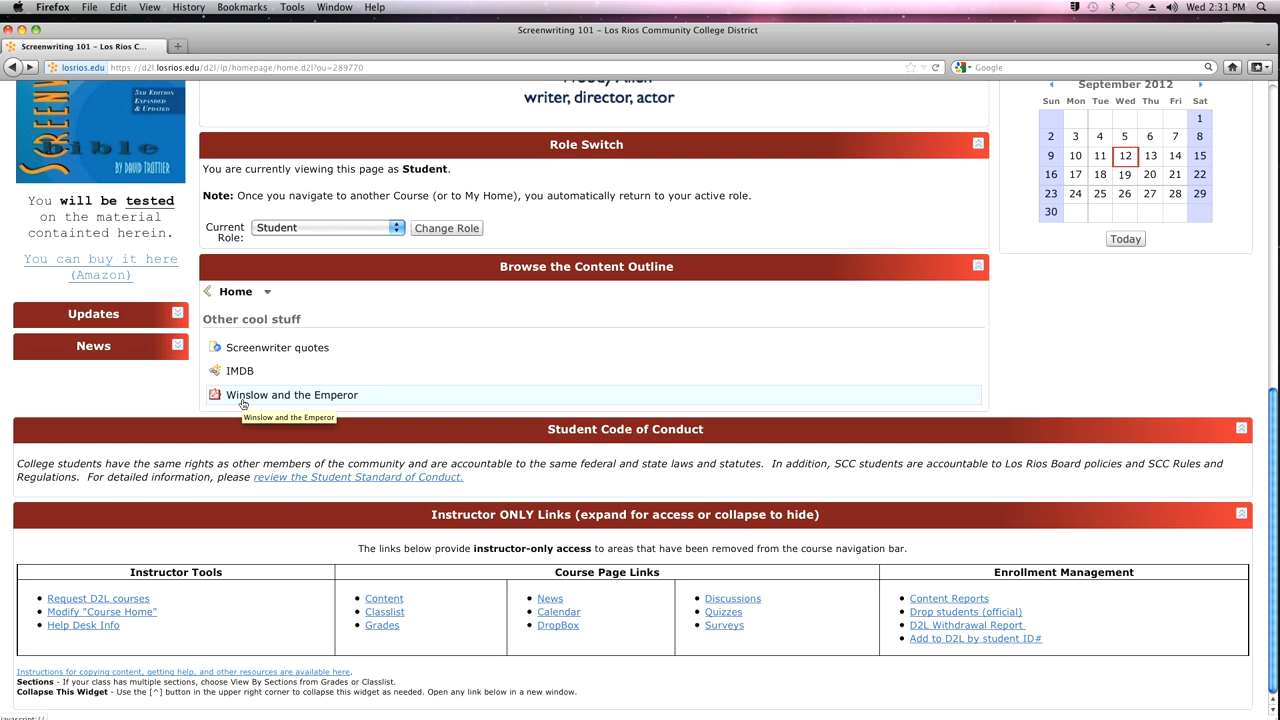 Firefox File Edit View History Bookmarks Tools Window Help Wed 2:31 PM
Screenwriting 101 – Los Rios Community College District
Screenwriting 101 – Los Rios C...
losrios.edu https://d2l.losrios.edu/d2l/lp/homepage/home.d2l?ou=289770 Google
5TH EDITION
EXPANDED
& UPDATED
SCREENW
bible
BY DAVID TROTTIER
You will be tested
on the material
containted herein.
You can buy it here
(Amazon)
Updates
News
Woody Allen
writer, director, actor
Role Switch
You are currently viewing this page as Student.
Note: Once you navigate to another Course (or to My Home), you automatically return to your active role.
Current
Role:
Student Change Role
Browse the Content Outline
Home
Other cool stuff
Screenwriter quotes
IMDB
Winslow and the Emperor
Winslow and the Emperor
September 2012
Sun Mon Tue Wed Thu Fri Sat
1
2 3 4 5 6 7 8
9 10 11 12 13 14 15
16 17 18 19 20 21 22
23 24 25 26 27 28 29
30
Today
Student Code of Conduct
College students have the same rights as other members of the community and are accountable to the same federal and state laws and statutes. In addition, SCC students are accountable to Los Rios Board policies and SCC Rules and
Regulations. For detailed information, please review the Student Standard of Conduct.
Instructor ONLY Links (expand for access or collapse to hide)
The links below provide instructor-only access to areas that have been removed from the course navigation bar.
Instructor Tools Course Page Links Enrollment Management
Request D2L courses Content News Discussions Content Reports
Modify "Course Home" Classlist Calendar Quizzes Drop students (official)
Help Desk Info Grades DropBox Surveys D2L Withdrawal Report
Add to D2L by student ID#
Instructions for copying content, getting help, and other resources are available here.
Sections - If your class has multiple sections, choose View By Sections from Grades or Classlist.
Collapse This Widget - Use the [^] button in the upper right corner to collapse this widget as needed. Open any link below in a new window.